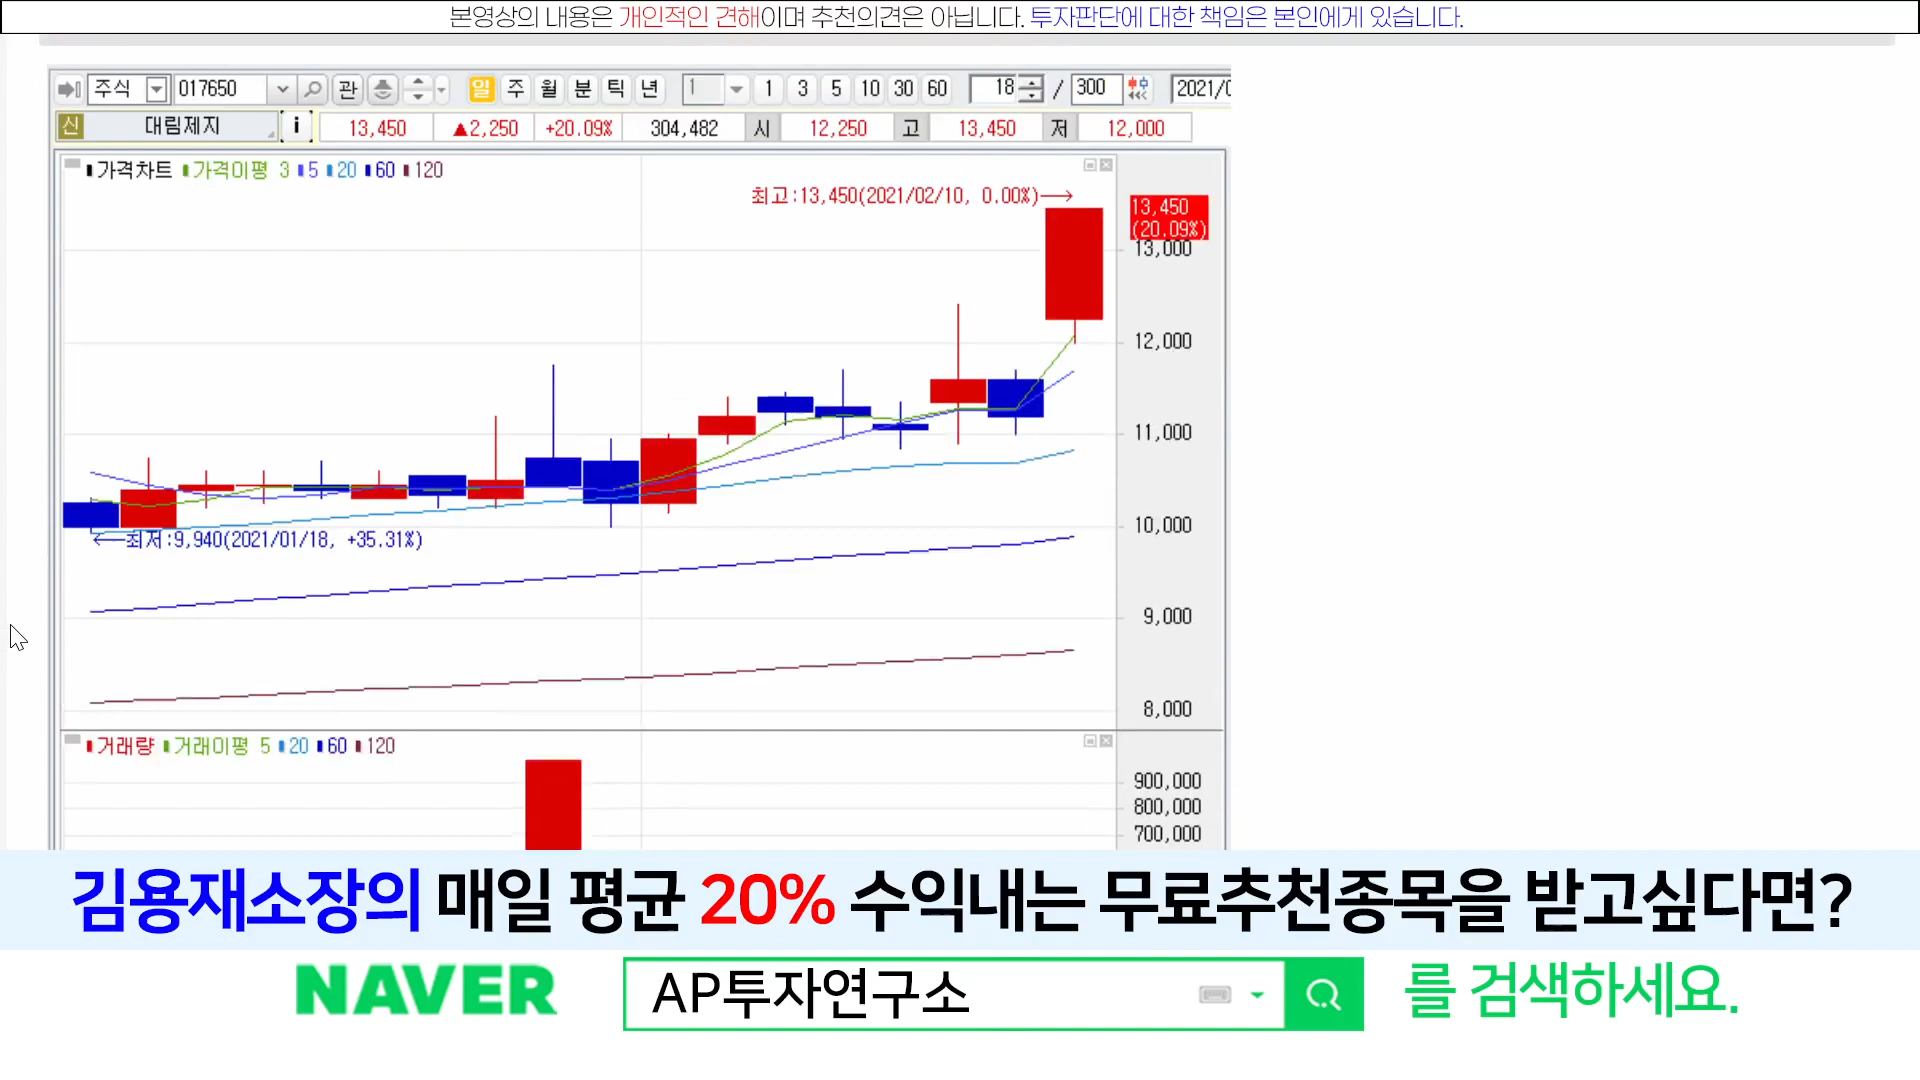 본영상의 내용은 개인적인 견해이며 추천의견은 아닙니다. 투자판단에 대한 책임은 본인에게 있습니다.
주식 017650 관 일 주 월 분 틱 년 1 1 3 5 10 30 60 18 / 300 2021/0
신 대림제지 i 13,450 ▲2,250 +20.09% 304,482 시 12,250 고 13,450 저 12,000
가격차트 가격이평 3 5 20 60 120
최고:13,450(2021/02/10, 0.00%)→
13,450
(20.09%)
13,000
12,000
11,000
10,000
←최저:9,940(2021/01/18, +35.31%)
9,000
8,000
거래량 거래이평 5 20 60 120
900,000
800,000
700,000
김용재소장의 매일 평균 20% 수익내는 무료추천종목을 받고싶다면?
NAVER AP투자연구소 를 검색하세요.